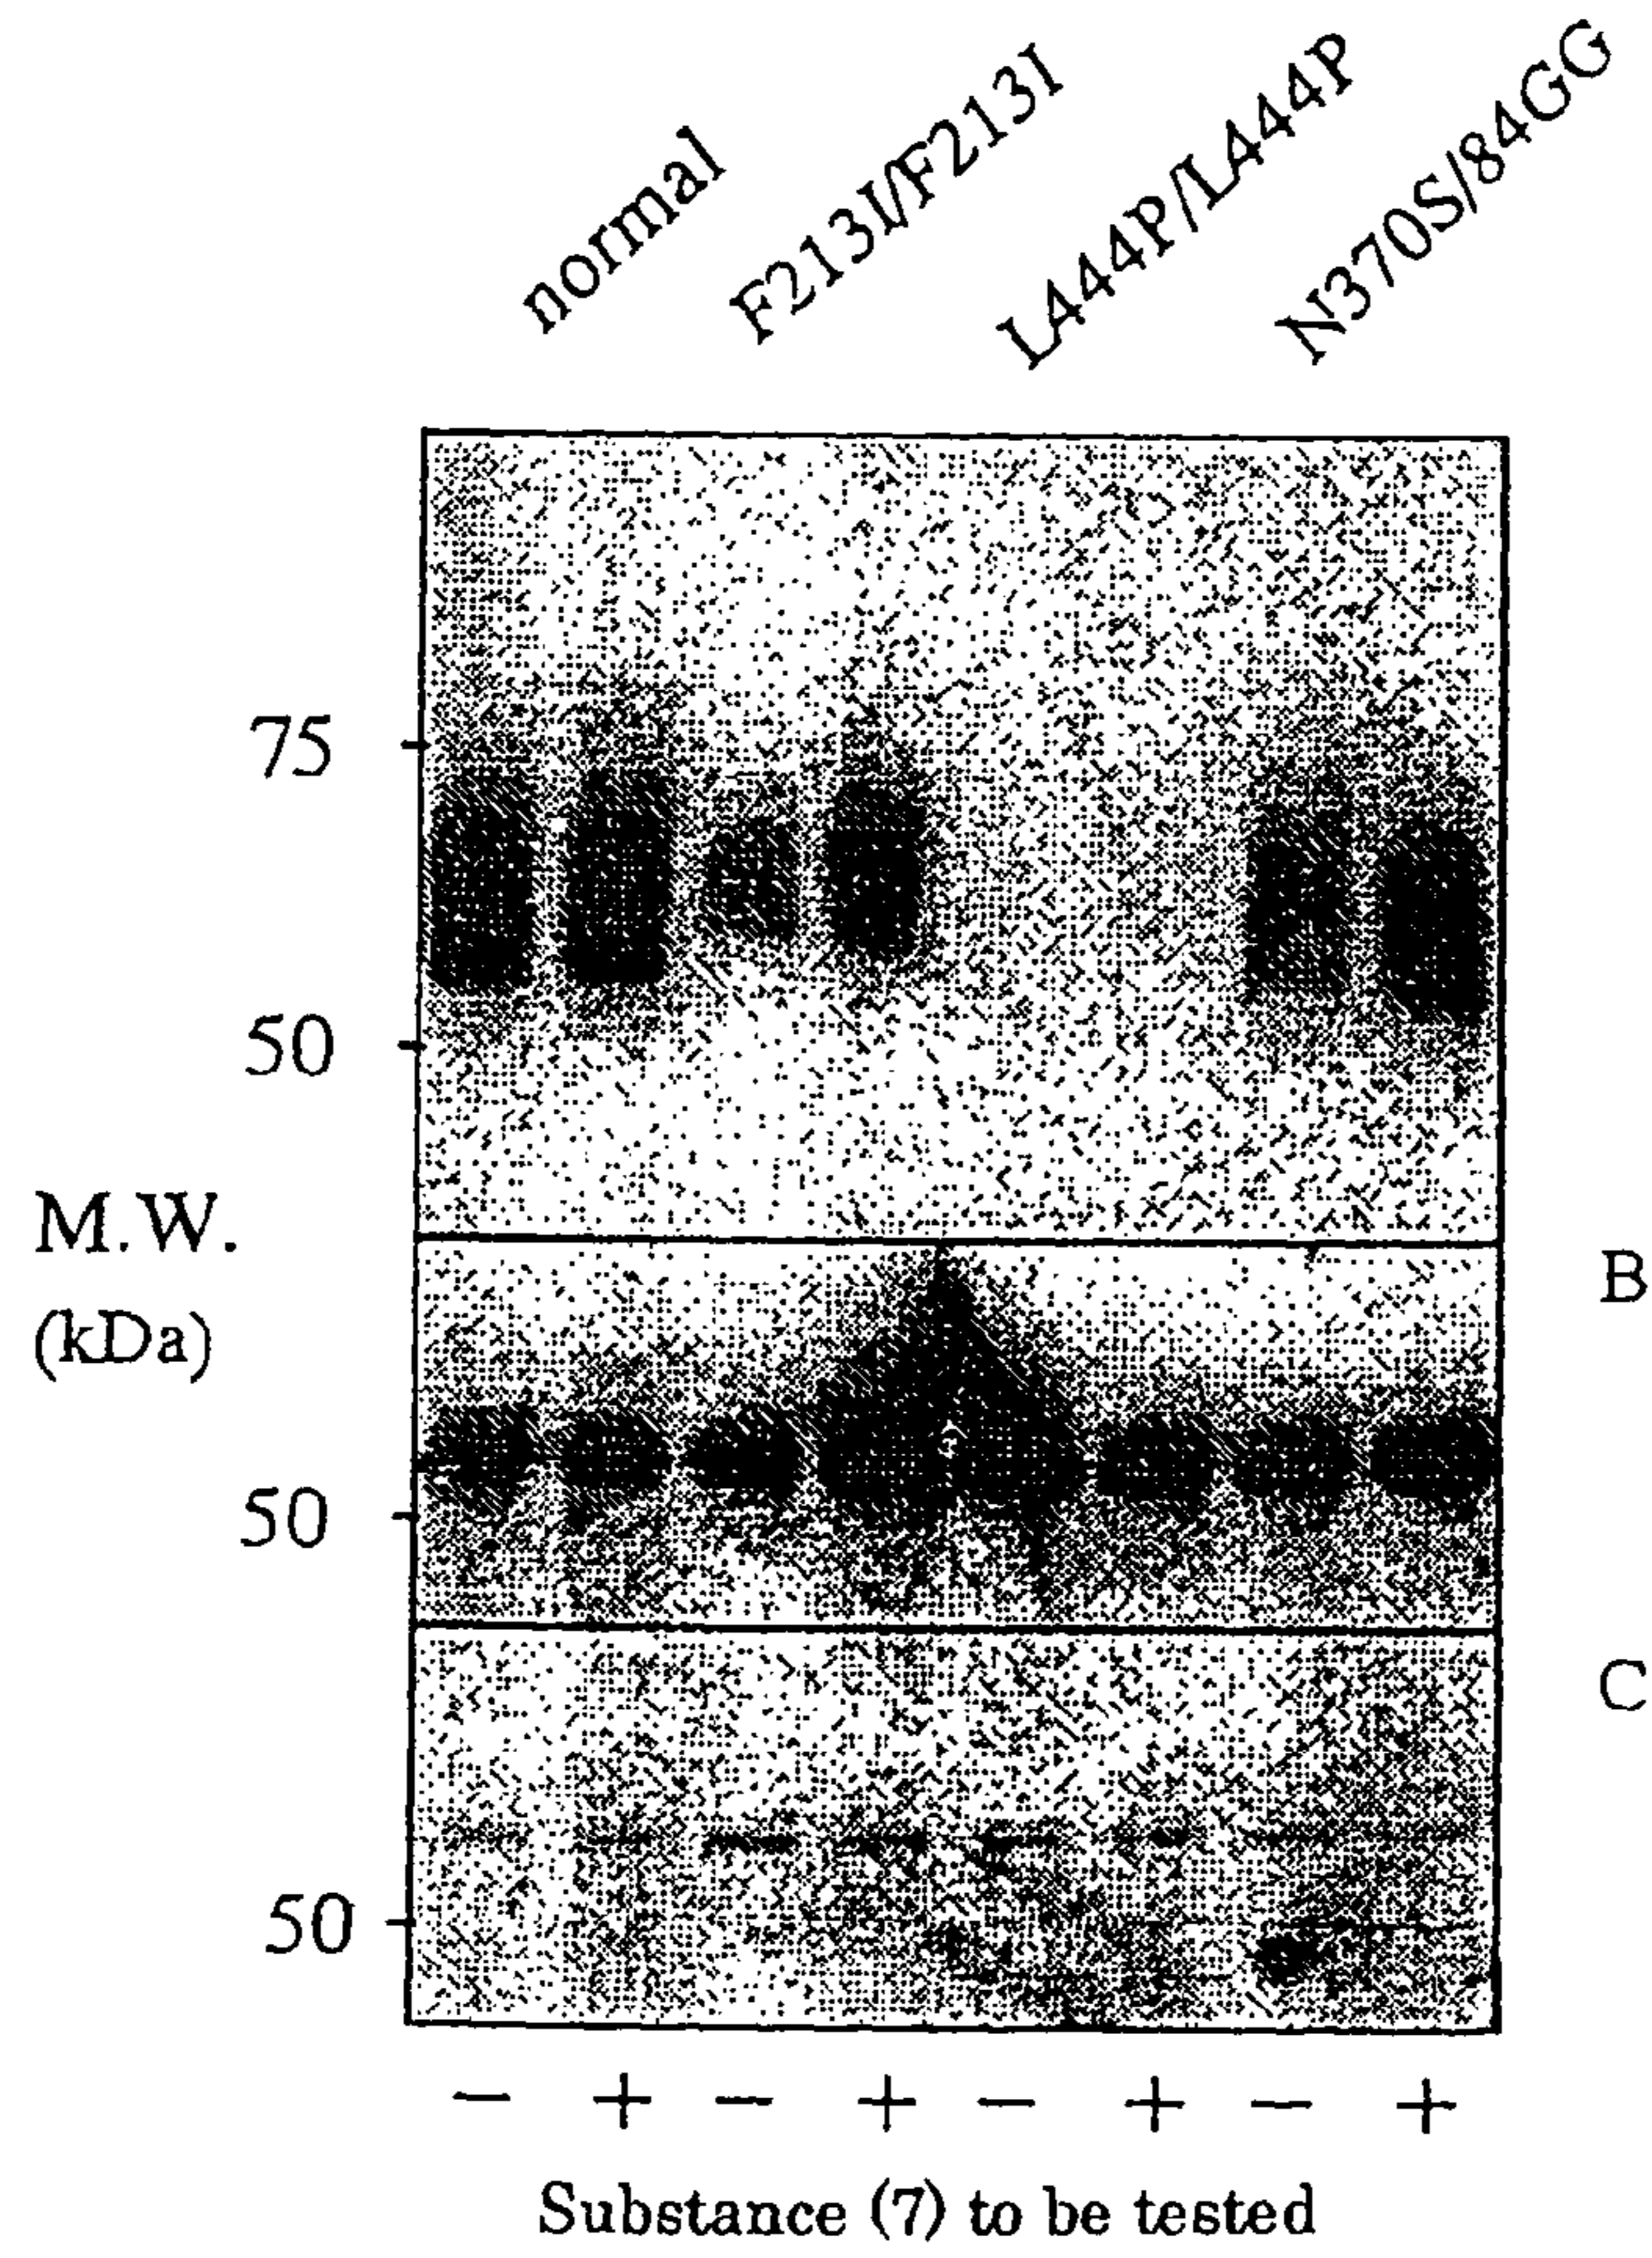 normal F213I/F213I L444P/L444P N370S/84GG
75
50
M.W.
(kDa)
B
50
C
50
− + − + − + − +
Substance (7) to be tested